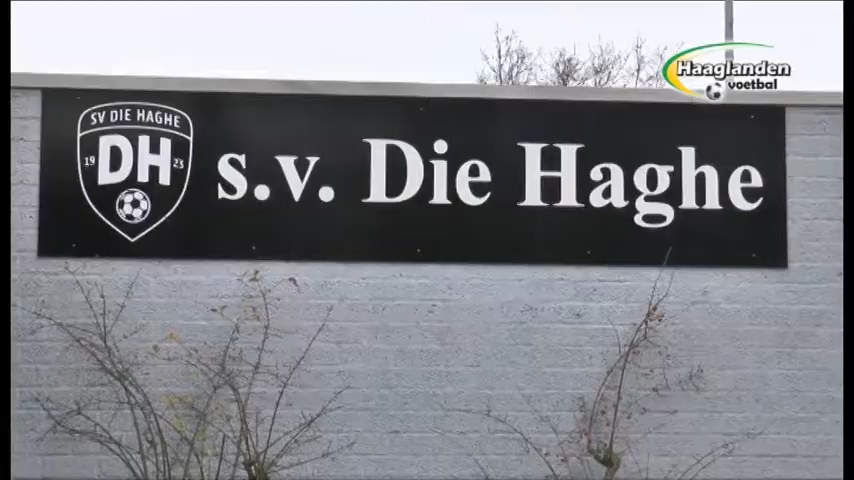 Haaglanden
voetbal
SV DIE HAGHE
19 DH 23
s.v. Die Haghe